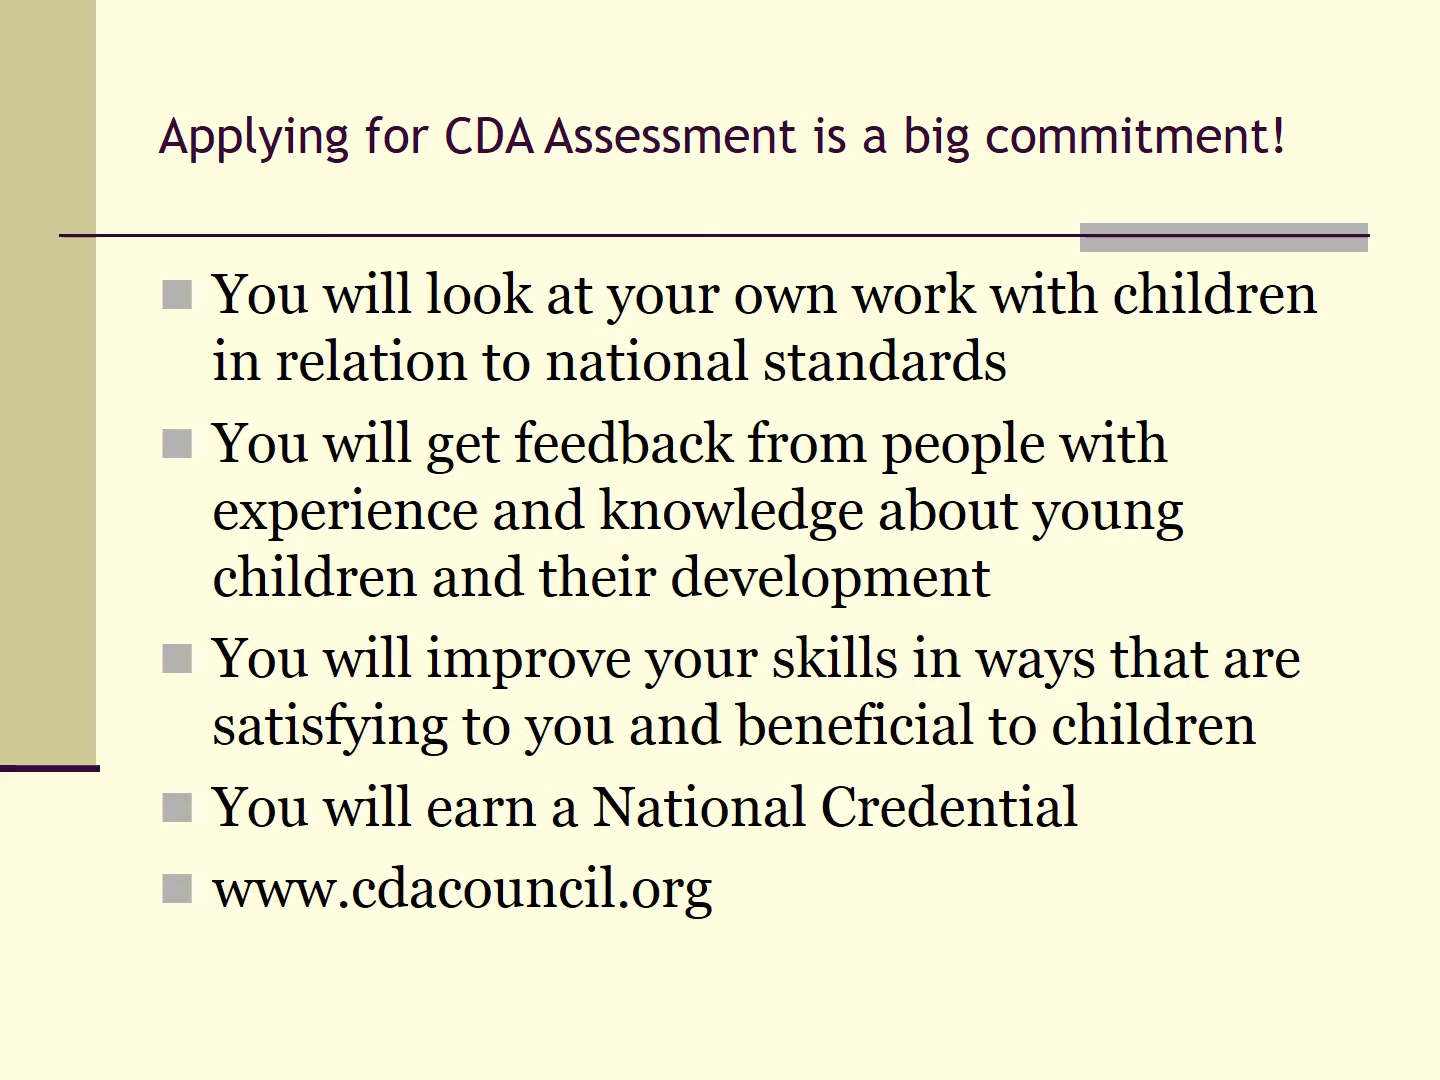 Applying for CDA Assessment is a big commitment!
You will look at your own work with children
in relation to national standards
You will get feedback from people with
experience and knowledge about young
children and their development
You will improve your skills in ways that are
satisfying to you and beneficial to children
You will earn a National Credential
www.cdacouncil.org